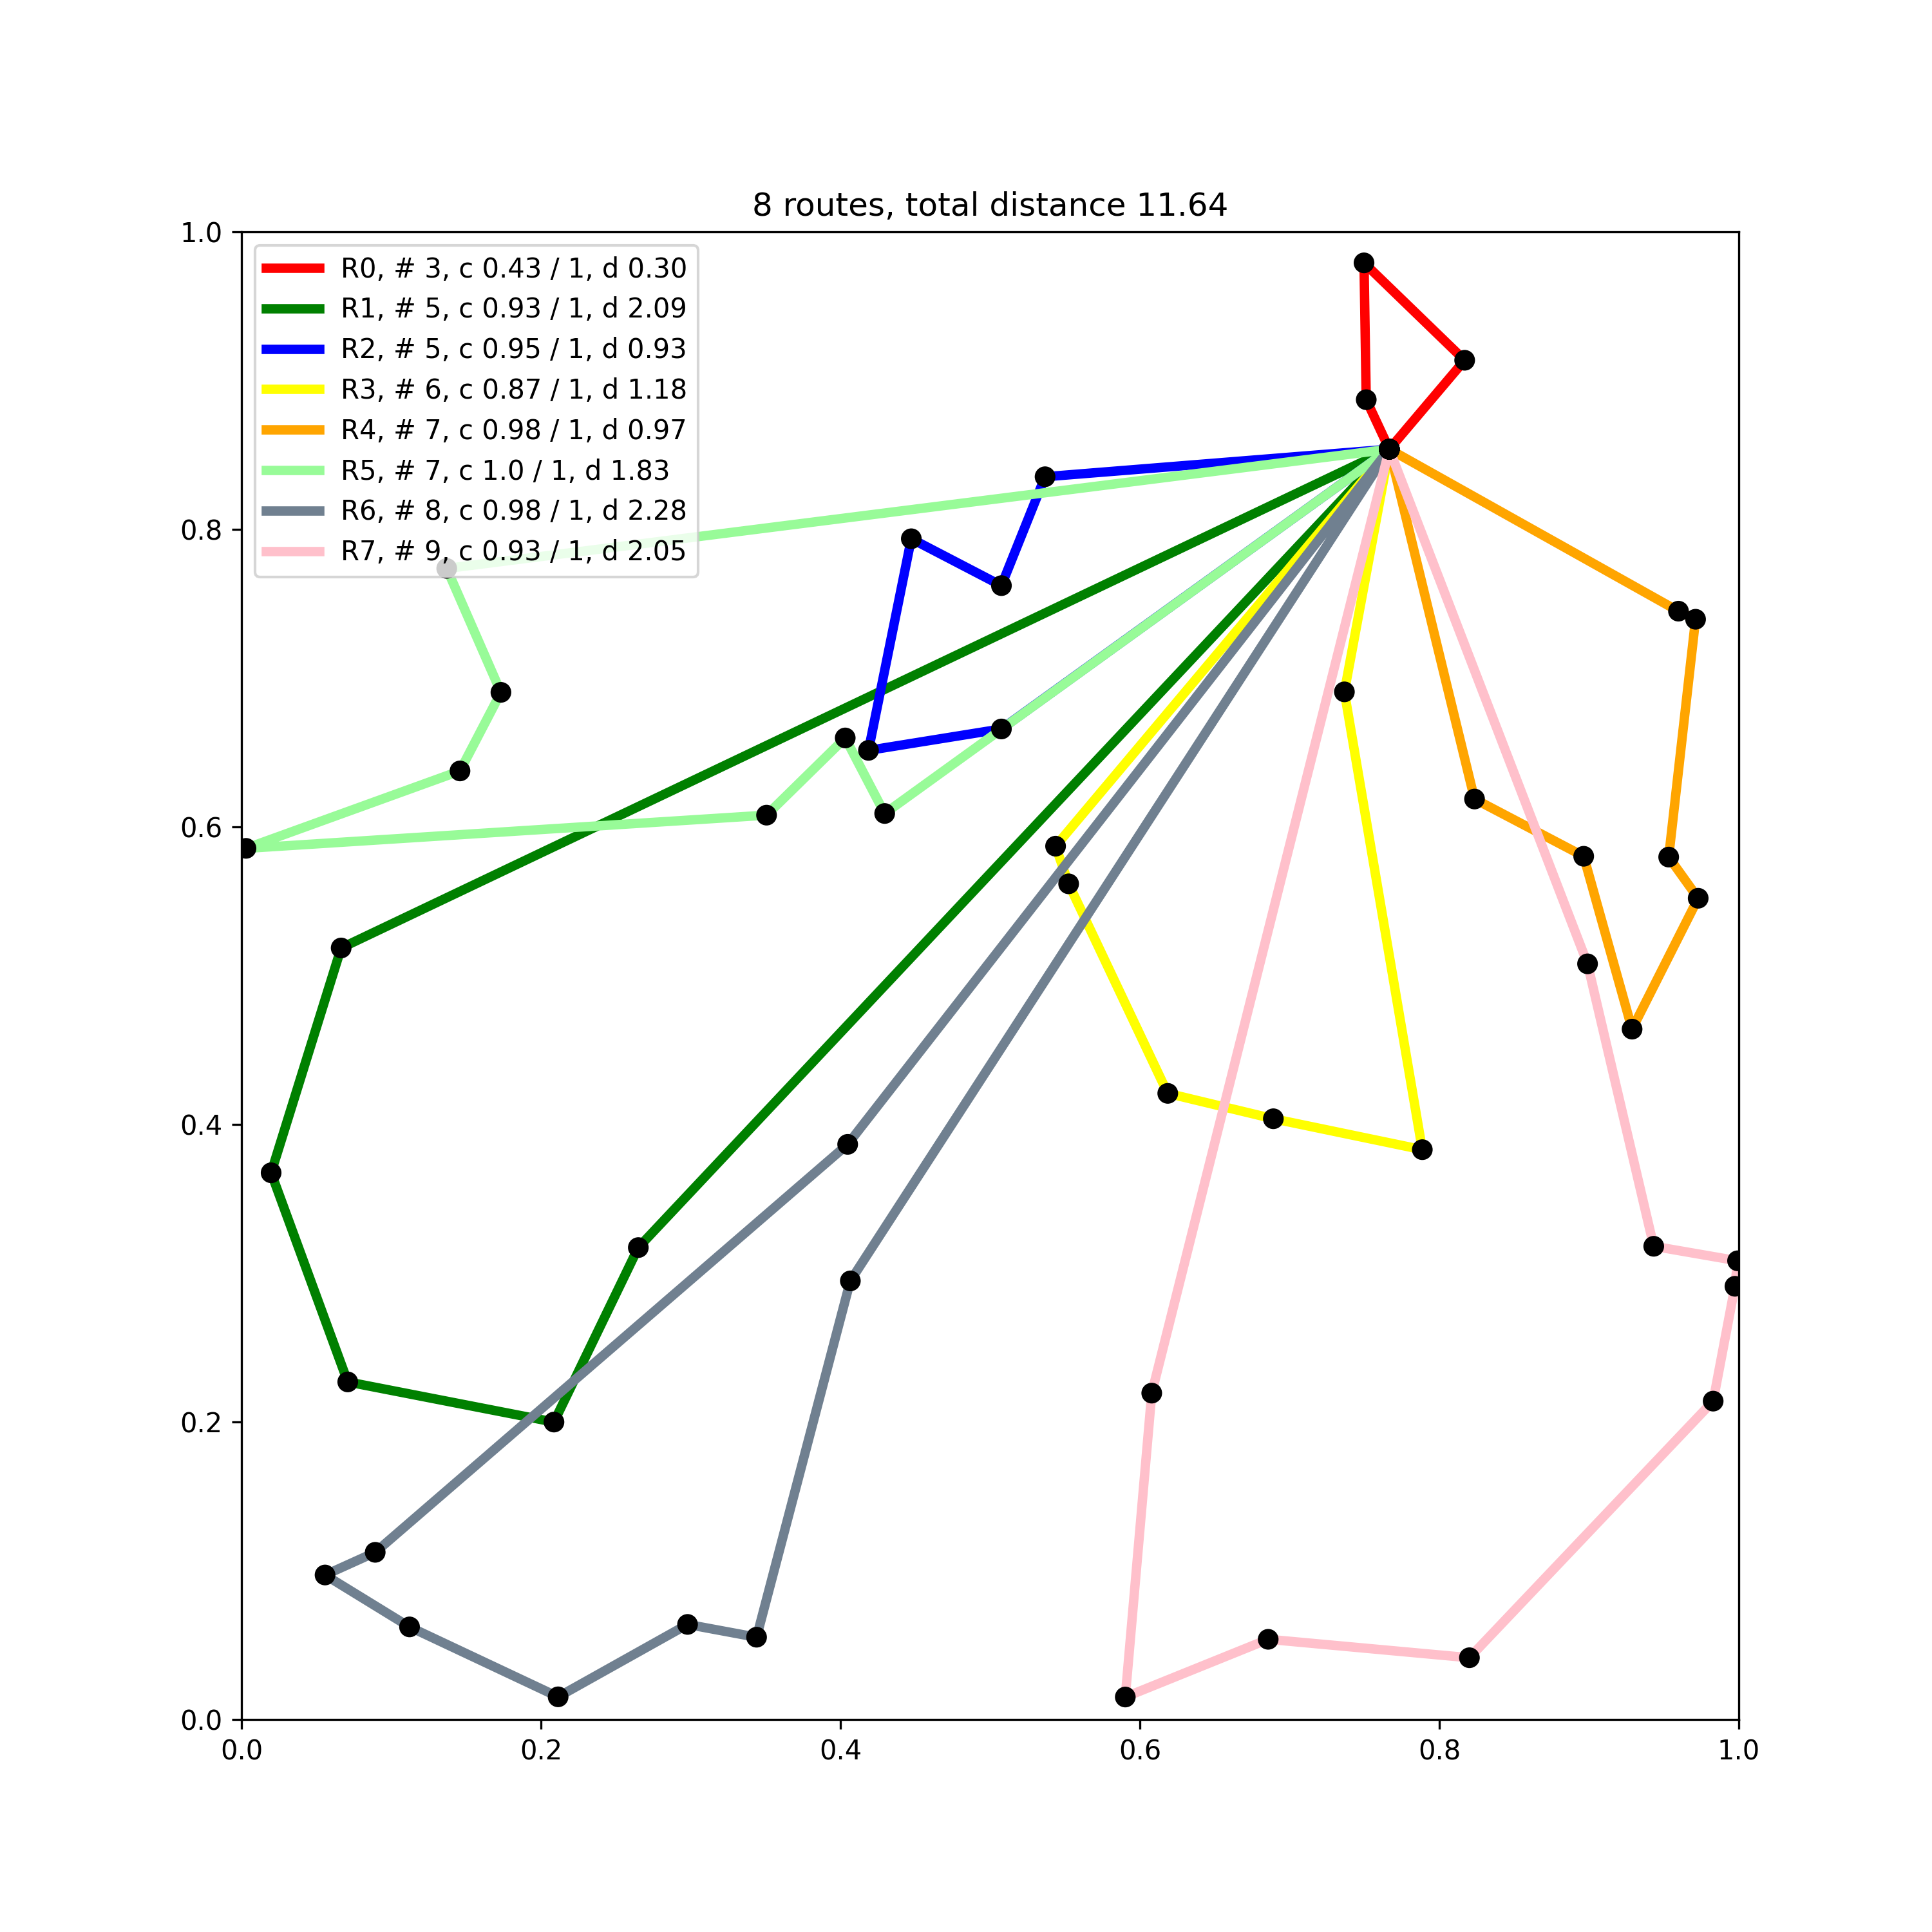 8 routes, total distance 11.64
1.0
R0, # 3, c 0.43 / 1, d 0.30
R1, # 5, c 0.93 / 1, d 2.09
R2, # 5, c 0.95 / 1, d 0.93
R3, # 6, c 0.87 / 1, d 1.18
R4, # 7, c 0.98 / 1, d 0.97
R5, # 7, c 1.0 / 1, d 1.83
R6, # 8, c 0.98 / 1, d 2.28
R7, # 9, c 0.93 / 1, d 2.05
0.8
0.6
0.4
0.2
0.0
0.0 0.2 0.4 0.6 0.8 1.0